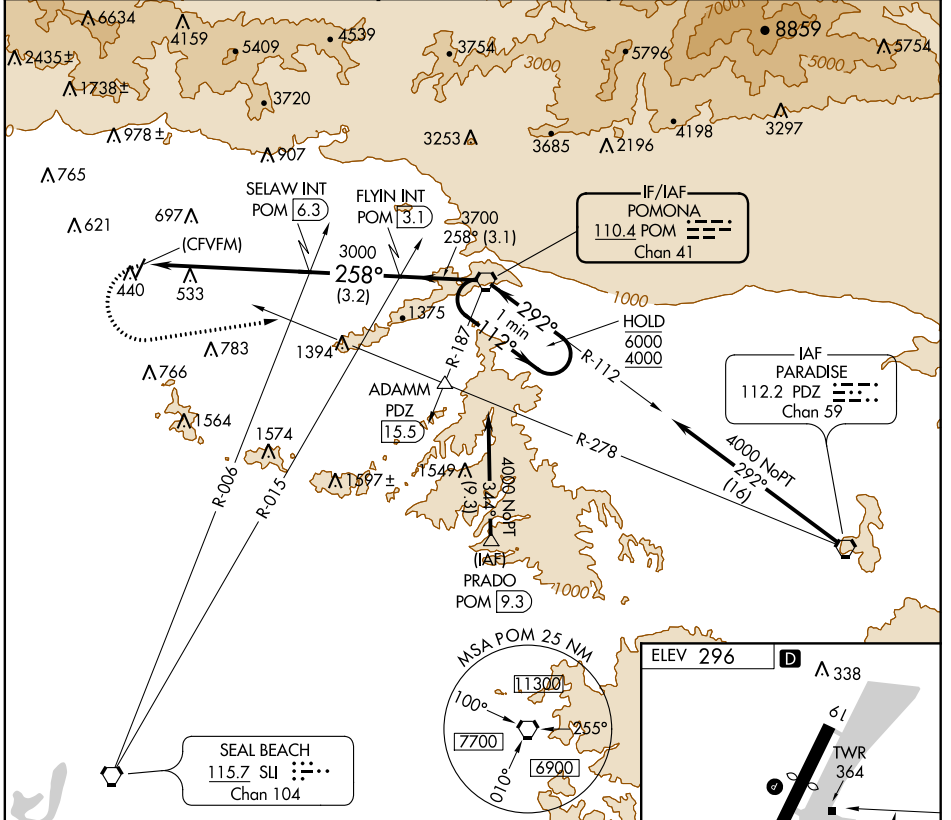 6634
4159
5409
4539
3754
5796
7000
8859
5754
2435±
1738±
3720
3000
5000
978±
907
3253
3685
2196
4198
3297
765
621
697
SELAW INT
POM 6.3
FLYIN INT
POM 3.1
3700
258° (3.1)
IF/IAF
POMONA
110.4 POM
Chan 41
(CFVFM)
3000
258°
(3.2)
440
533
1375
1394
783
766
1000
292°
1 min
112°
HOLD
6000
4000
R-187
R-112
ADAMM
PDZ
15.5
IAF
PARADISE
112.2 PDZ
Chan 59
1564
1574
1597±
1549
R-278
4000 NoPT
292°
(16)
4000 NoPT
344°
(9.3)
R-006
R-015
(IAF)
PRADO
POM 9.3
1000
MSA POM 25 NM
11300
100°
255°
7700
6900
010°
SEAL BEACH
115.7 SLI
Chan 104
ELEV 296
D
338
19
TWR
364
P